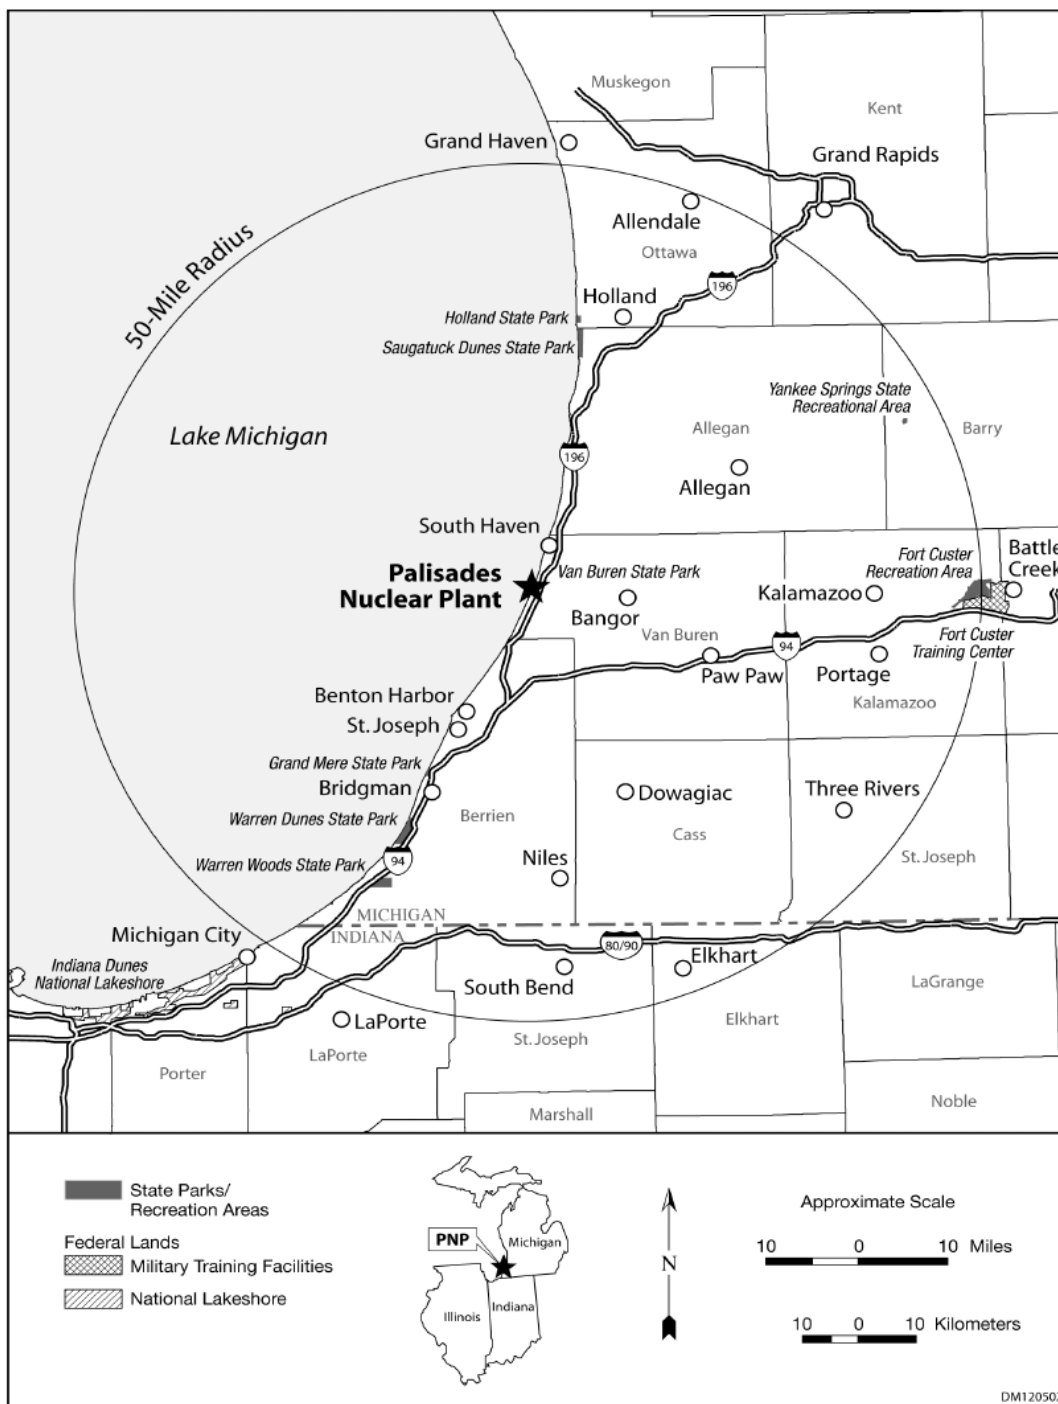 Muskegon
Kent
Grand Haven
Grand Rapids
Allendale
Ottawa
50-Mile Radius
196
Holland
Holland State Park
Saugatuck Dunes State Park
Yankee Springs State
Recreational Area
Lake Michigan
Allegan
Barry
196
Allegan
South Haven
Fort Custer
Recreation Area
Battle
Creek
Palisades
Nuclear Plant
Van Buren State Park
Kalamazoo
Bangor
Van Buren
94
Fort Custer
Training Center
Paw Paw
Portage
Kalamazoo
Benton Harbor
St. Joseph
Grand Mere State Park
Bridgman
Dowagiac
Three Rivers
Warren Dunes State Park
Berrien
Cass
Warren Woods State Park
94
Niles
St. Joseph
MICHIGAN
INDIANA
Michigan City
80/90
Indiana Dunes
National Lakeshore
South Bend
Elkhart
LaGrange
LaPorte
St. Joseph
Elkhart
LaPorte
Porter
Marshall
Noble
State Parks/
Recreation Areas
Federal Lands
Military Training Facilities
National Lakeshore
PNP
Michigan
Illinois
Indiana
N
Approximate Scale
10 0 10 Miles
10 0 10 Kilometers
DM120502